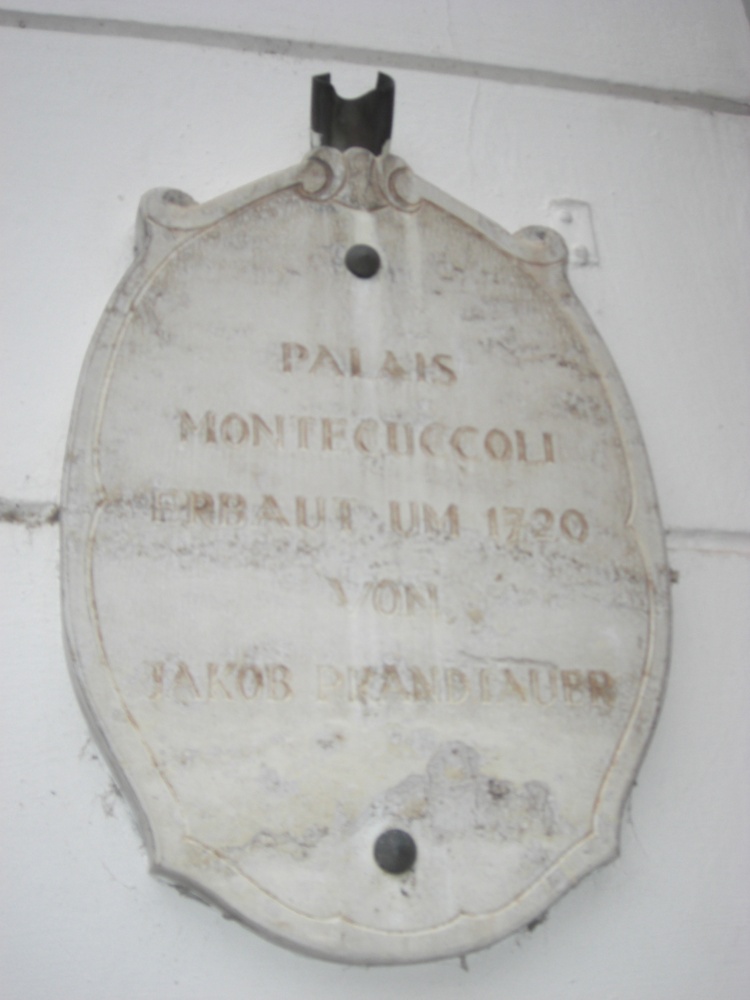 PALAIS
MONTECUCCOLI
ERBAUT UM 1720
VON
JAKOB PRANDTAUER